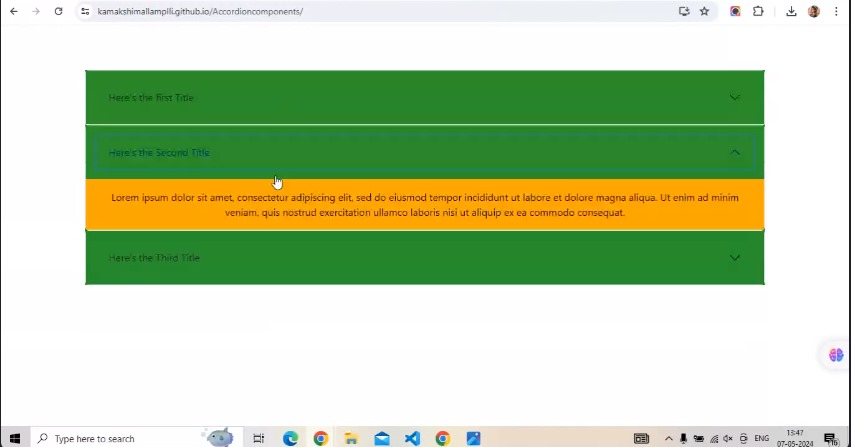 kamakshimallamplli.github.io/Accordioncomponents/
Here's the First Title
Here's the Second Title
Lorem ipsum dolor sit amet, consectetur adipiscing elit, sed do eiusmod tempor incididunt ut labore et dolore magna aliqua. Ut enim ad minim
veniam, quis nostrud exercitation ullamco laboris nisi ut aliquip ex ea commodo consequat.
Here's the Third Title
Type here to search
ENG
13:47
07-05-2024